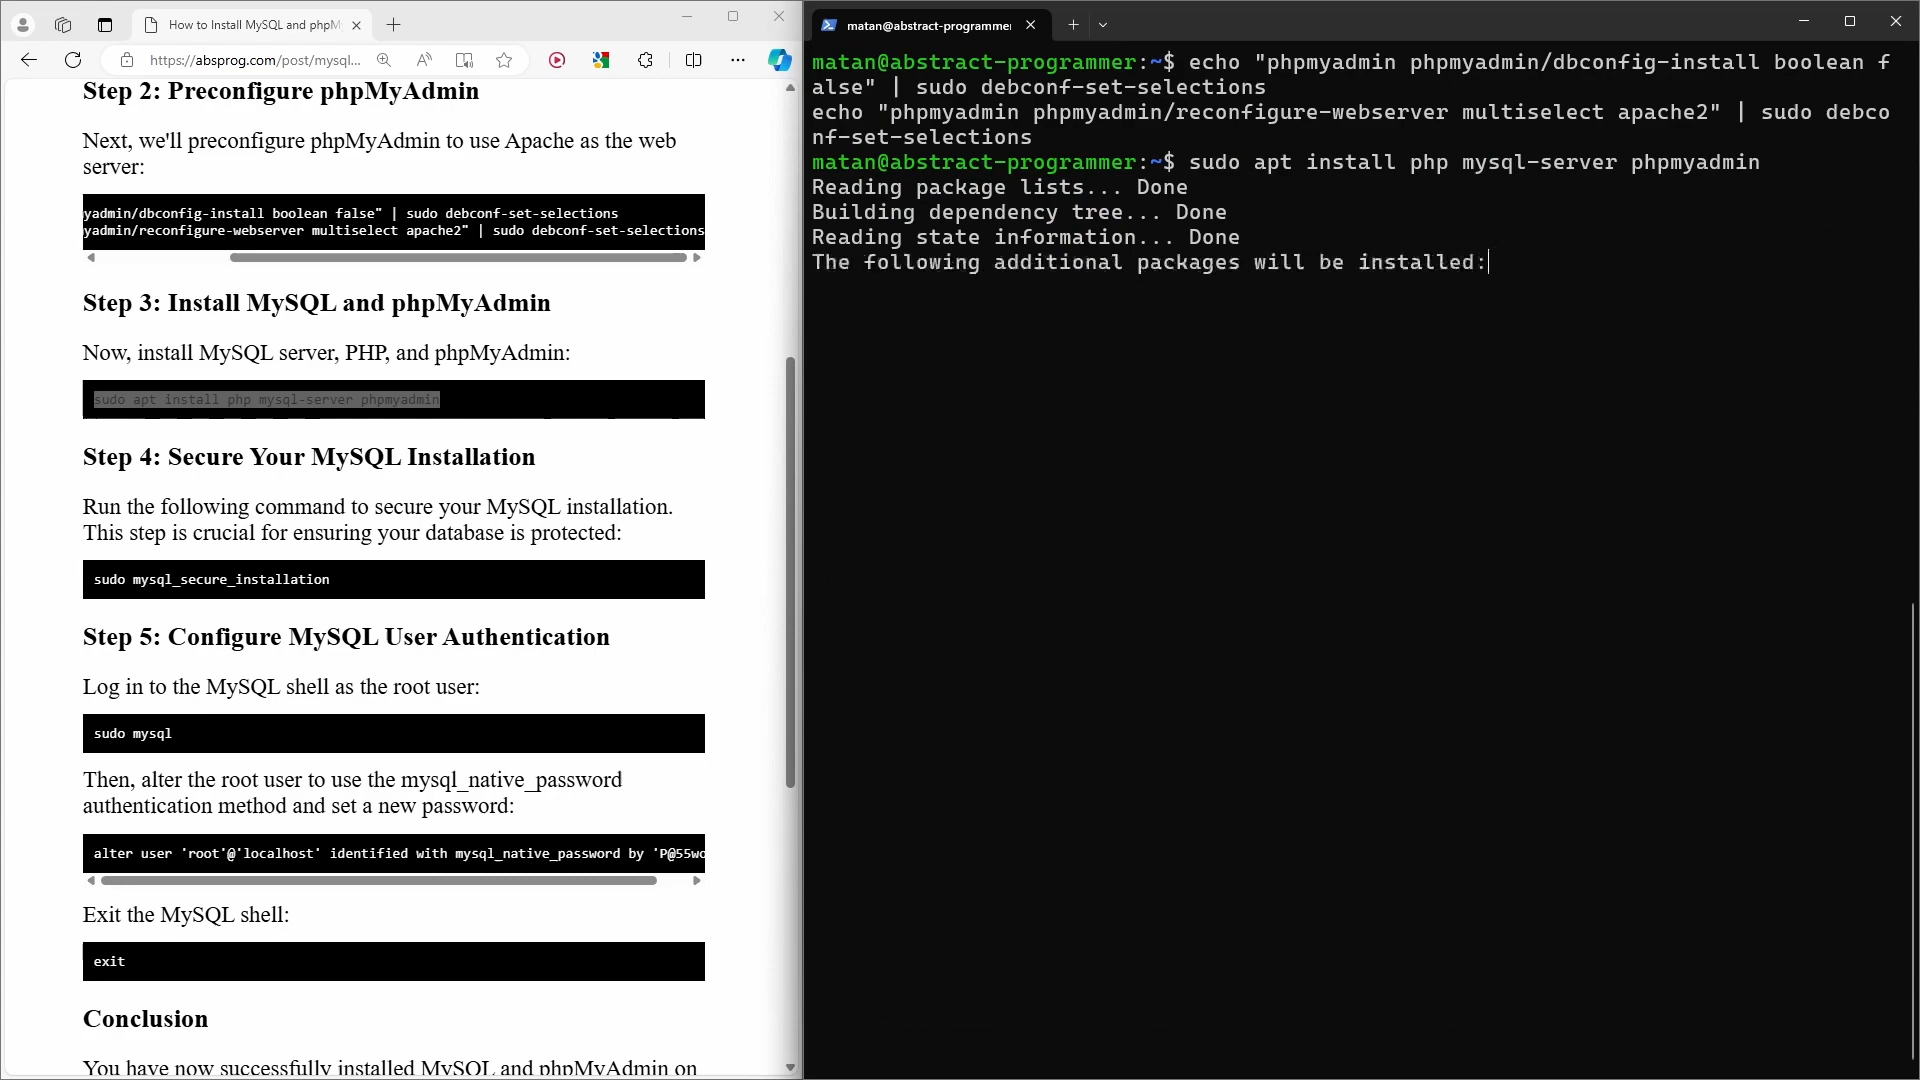 How to Install MySQL and phpM
https://absprog.com/post/mysql...
Step 2: Preconfigure phpMyAdmin
Next, we'll preconfigure phpMyAdmin to use Apache as the web
server:
yadmin/dbconfig-install boolean false" | sudo debconf-set-selections
yadmin/reconfigure-webserver multiselect apache2" | sudo debconf-set-selections
Step 3: Install MySQL and phpMyAdmin
Now, install MySQL server, PHP, and phpMyAdmin:
sudo apt install php mysql-server phpmyadmin
Step 4: Secure Your MySQL Installation
Run the following command to secure your MySQL installation.
This step is crucial for ensuring your database is protected:
sudo mysql_secure_installation
Step 5: Configure MySQL User Authentication
Log in to the MySQL shell as the root user:
sudo mysql
Then, alter the root user to use the mysql_native_password
authentication method and set a new password:
alter user 'root'@'localhost' identified with mysql_native_password by 'P@55wo
Exit the MySQL shell:
exit
Conclusion
You have now successfully installed MySQL and phpMyAdmin on
matan@abstract-programmer
matan@abstract-programmer:~$ echo "phpmyadmin phpmyadmin/dbconfig-install boolean f
alse" | sudo debconf-set-selections
echo "phpmyadmin phpmyadmin/reconfigure-webserver multiselect apache2" | sudo debco
nf-set-selections
matan@abstract-programmer:~$ sudo apt install php mysql-server phpmyadmin
Reading package lists... Done
Building dependency tree... Done
Reading state information... Done
The following additional packages will be installed: